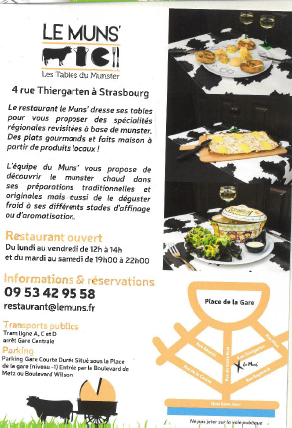 LE MUNS'
Les Tables du Munster
4 rue Thiergarten à Strasbourg
Le restaurant le Muns' dresse ses tables
pour vous proposer des spécialités
régionales revisitées à base de munster.
Des plats gourmands et faits maison à
partir de produits locaux !
L'équipe du Muns' vous propose de
découvrir le munster chaud dans
ses préparations traditionnelles et
originales mais aussi de le déguster
froid à ses différents stades d'affinage
ou d'aromatisation.
Restaurant ouvert
Du lundi au vendredi de 12h à 14h
et du mardi au samedi de 19h00 à 22h00
Informations & réservations
09 53 42 95 58
restaurant@lemuns.fr
Transports publics
Tram ligne A, C et D
arrêt Gare Centrale
Parking
Parking Gare Courte Durée Situé sous la Place
de la gare (niveau -1) Entrée par le Boulevard de
Metz ou Boulevard Wilson
Place de la Gare
Le Muns'
Ne pas jeter sur la voie publique